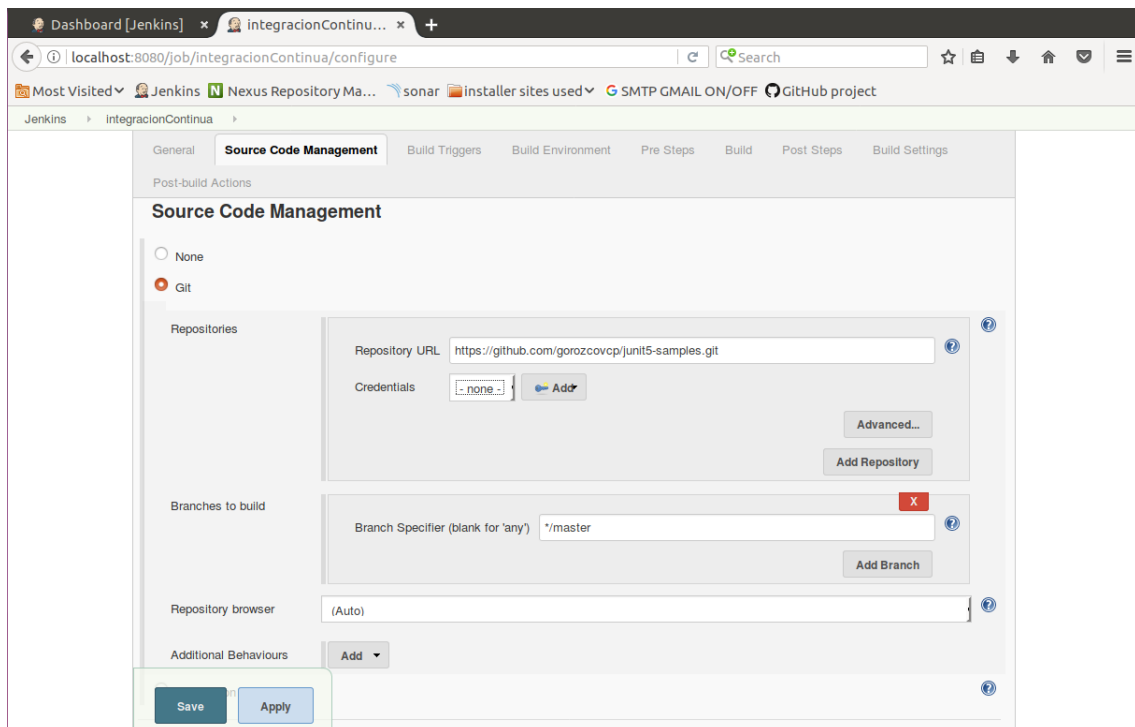 Dashboard [Jenkins] × integracionContinu... × +
localhost:8080/job/integracionContinua/configure Search
Most Visited Jenkins Nexus Repository Ma... sonar installer sites used SMTP GMAIL ON/OFF GitHub project
Jenkins integracionContinua
General Source Code Management Build Triggers Build Environment Pre Steps Build Post Steps Build Settings
Post-build Actions
Source Code Management
None
Git
Repositories
Repository URL https://github.com/gorozcovcp/junit5-samples.git
Credentials - none - Add
Advanced...
Add Repository
Branches to build
X
Branch Specifier (blank for 'any') */master
Add Branch
Repository browser (Auto)
Additional Behaviours Add
Save Apply